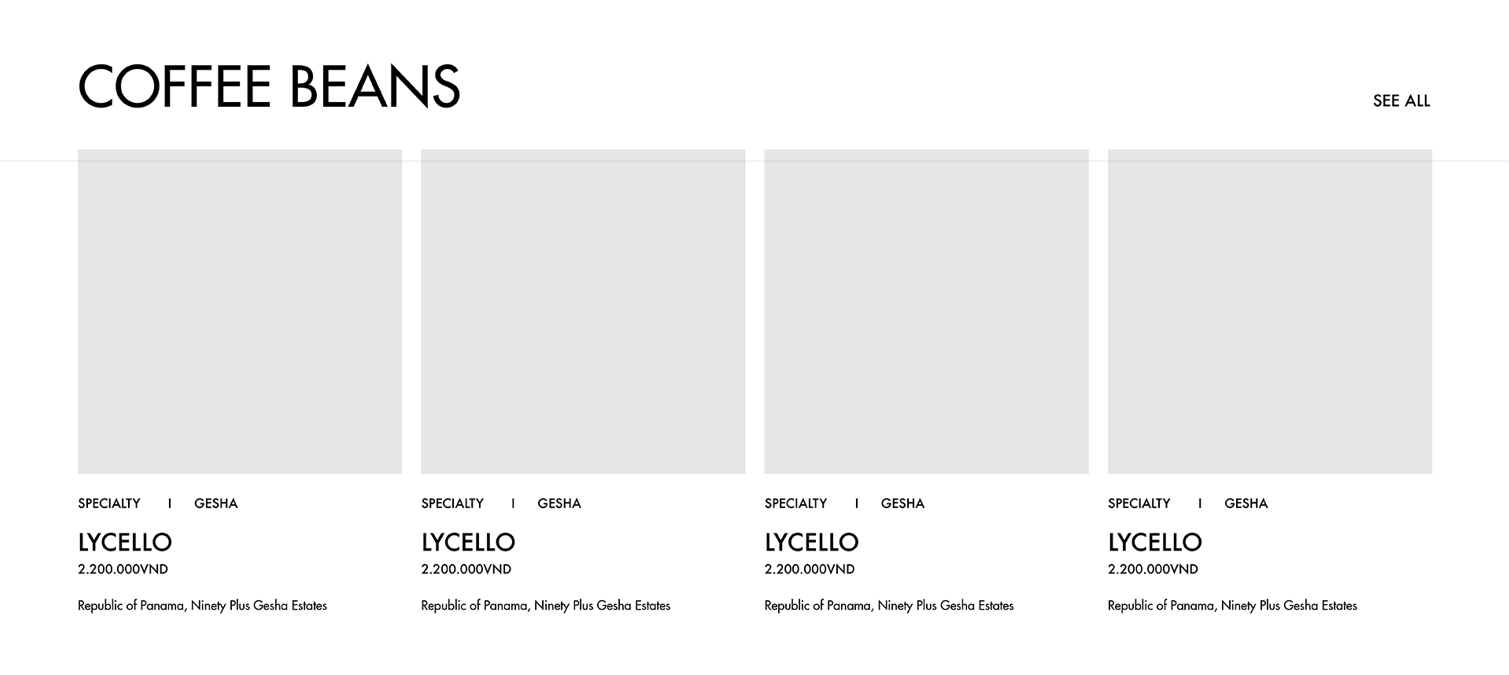 COFFEE BEANS
SEE ALL
SPECIALTY | GESHA
LYCELLO
2.200.000VND
Republic of Panama, Ninety Plus Gesha Estates
SPECIALTY | GESHA
LYCELLO
2.200.000VND
Republic of Panama, Ninety Plus Gesha Estates
SPECIALTY | GESHA
LYCELLO
2.200.000VND
Republic of Panama, Ninety Plus Gesha Estates
SPECIALTY | GESHA
LYCELLO
2.200.000VND
Republic of Panama, Ninety Plus Gesha Estates